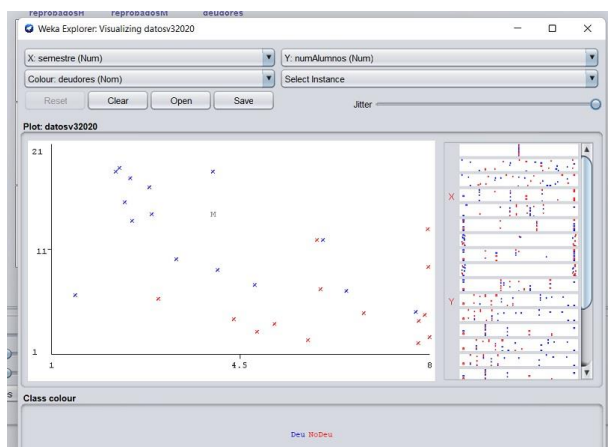 reprobadosH reprobadosM deudores
Weka Explorer: Visualizing datosv32020
X: semestre (Num) Y: numAlumnos (Num)
Colour: deudores (Nom) Select Instance
Reset Clear Open Save Jitter
Plot: datosv32020
21
X
M
11
Y
1
1 4.5 8
s
Class colour
Deu NoDeu